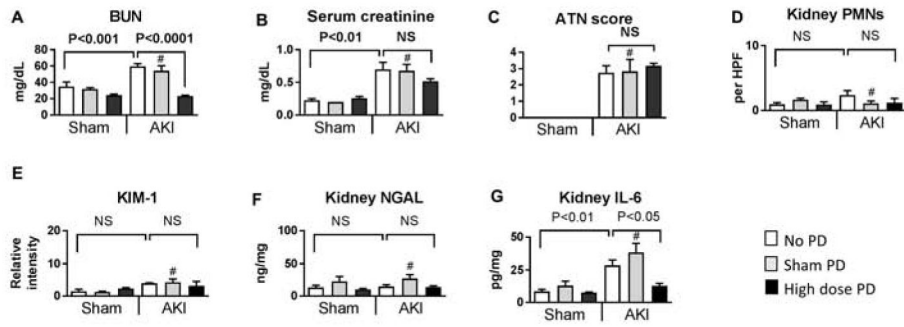 A
BUN
P<0.001 P<0.0001
mg/dL
80
60
40
20
0
#
Sham AKI
B
Serum creatinine
P<0.01 NS
mg/dL
1.0
0.5
0.0
#
Sham AKI
C
ATN score
NS
5
4
3
2
1
0
#
Sham AKI
D
Kidney PMNs
NS NS
per HPF
10
5
0
#
Sham AKI
E
KIM-1
NS NS
Relative
intensity
20
10
0
#
Sham AKI
F
Kidney NGAL
NS NS
ng/mg
100
50
0
#
Sham AKI
G
Kidney IL-6
P<0.01 P<0.05
pg/mg
50
25
0
#
Sham AKI
No PD
Sham PD
High dose PD